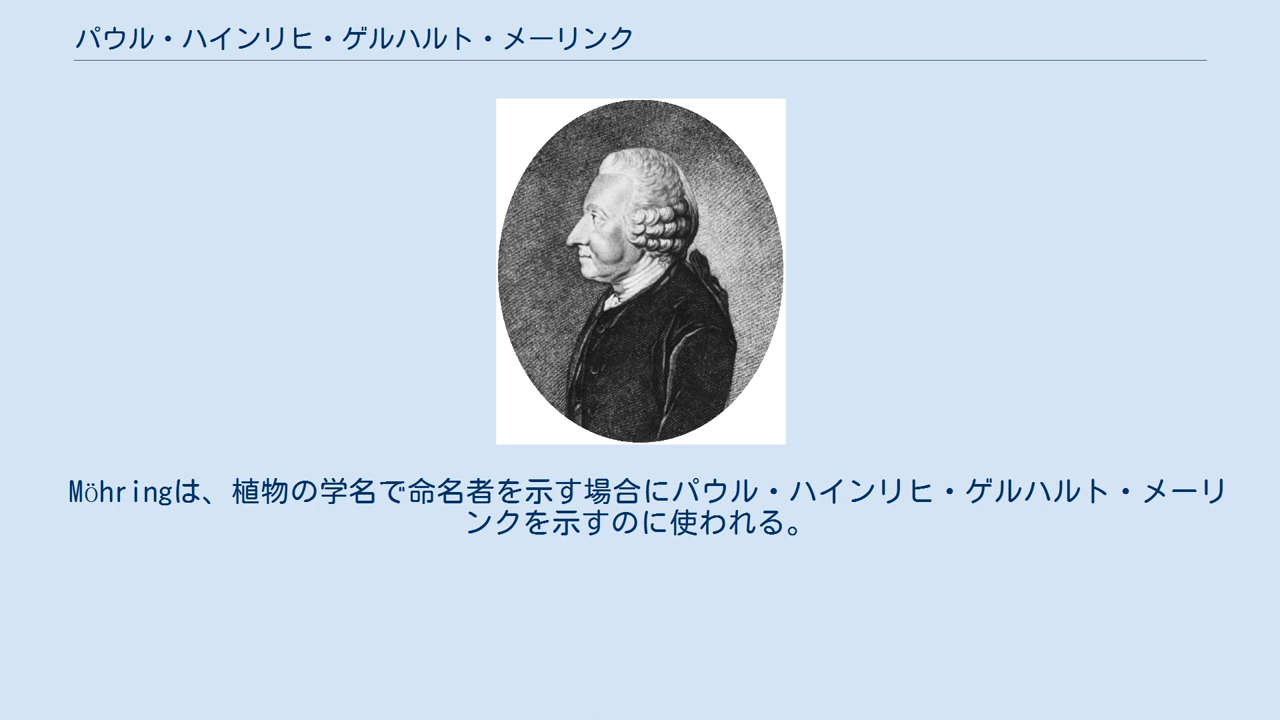 パウル・ハインリヒ・ゲルハルト・メーリンク
Möhringは、植物の学名で命名者を示す場合にパウル・ハインリヒ・ゲルハルト・メーリ
ンクを示すのに使われる。